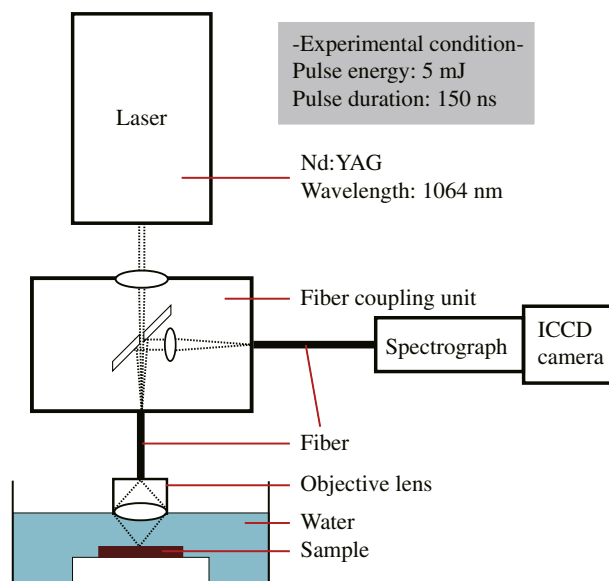 -Experimental condition-
Pulse energy: 5 mJ
Pulse duration: 150 ns
Laser
Nd:YAG
Wavelength: 1064 nm
Fiber coupling unit
Spectrograph
ICCD
camera
Fiber
Objective lens
Water
Sample